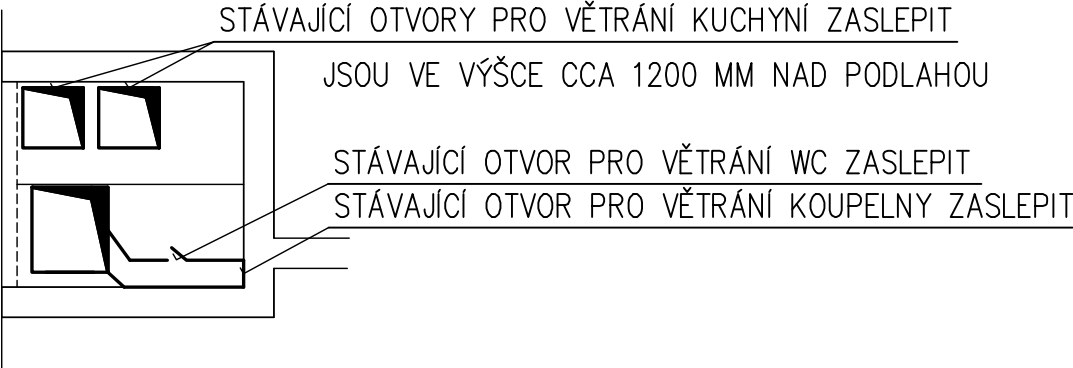 STÁVAJÍCÍ OTVORY PRO VĚTRÁNÍ KUCHYNÍ ZASLEPIT
JSOU VE VÝŠCE CCA 1200 MM NAD PODLAHOU
STÁVAJÍCÍ OTVOR PRO VĚTRÁNÍ WC ZASLEPIT
STÁVAJÍCÍ OTVOR PRO VĚTRÁNÍ KOUPELNY ZASLEPIT